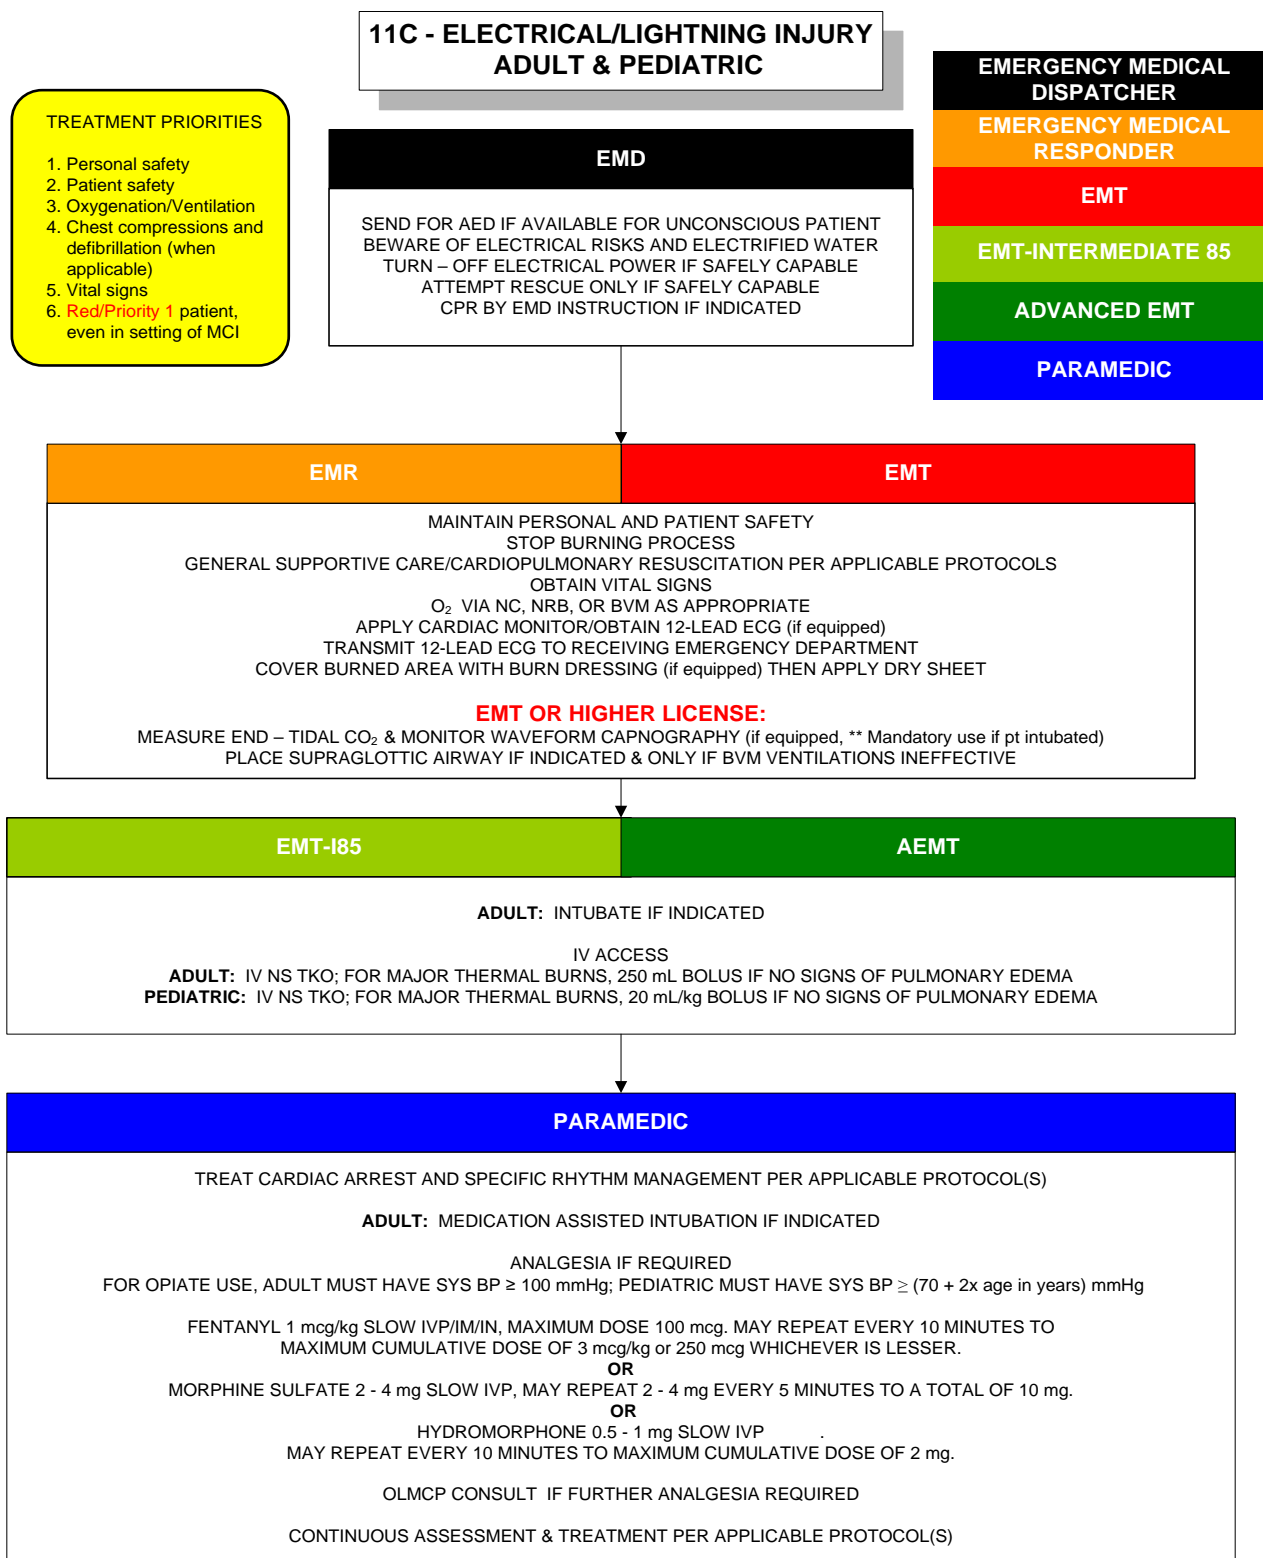 11C - ELECTRICAL/LIGHTNING INJURY
ADULT & PEDIATRIC
EMERGENCY MEDICAL
DISPATCHER
EMERGENCY MEDICAL
RESPONDER
EMT
EMT-INTERMEDIATE 85
ADVANCED EMT
PARAMEDIC
TREATMENT PRIORITIES
1. Personal safety
2. Patient safety
3. Oxygenation/Ventilation
4. Chest compressions and
defibrillation (when
applicable)
5. Vital signs
6. Red/Priority 1 patient,
even in setting of MCI
EMD
SEND FOR AED IF AVAILABLE FOR UNCONSCIOUS PATIENT
BEWARE OF ELECTRICAL RISKS AND ELECTRIFIED WATER
TURN – OFF ELECTRICAL POWER IF SAFELY CAPABLE
ATTEMPT RESCUE ONLY IF SAFELY CAPABLE
CPR BY EMD INSTRUCTION IF INDICATED
EMR
EMT
MAINTAIN PERSONAL AND PATIENT SAFETY
STOP BURNING PROCESS
GENERAL SUPPORTIVE CARE/CARDIOPULMONARY RESUSCITATION PER APPLICABLE PROTOCOLS
OBTAIN VITAL SIGNS
O₂ VIA NC, NRB, OR BVM AS APPROPRIATE
APPLY CARDIAC MONITOR/OBTAIN 12-LEAD ECG (if equipped)
TRANSMIT 12-LEAD ECG TO RECEIVING EMERGENCY DEPARTMENT
COVER BURNED AREA WITH BURN DRESSING (if equipped) THEN APPLY DRY SHEET
EMT OR HIGHER LICENSE:
MEASURE END – TIDAL CO₂ & MONITOR WAVEFORM CAPNOGRAPHY (if equipped, ** Mandatory use if pt intubated)
PLACE SUPRAGLOTTIC AIRWAY IF INDICATED & ONLY IF BVM VENTILATIONS INEFFECTIVE
EMT-I85
AEMT
ADULT: INTUBATE IF INDICATED
IV ACCESS
ADULT: IV NS TKO; FOR MAJOR THERMAL BURNS, 250 mL BOLUS IF NO SIGNS OF PULMONARY EDEMA
PEDIATRIC: IV NS TKO; FOR MAJOR THERMAL BURNS, 20 mL/kg BOLUS IF NO SIGNS OF PULMONARY EDEMA
PARAMEDIC
TREAT CARDIAC ARREST AND SPECIFIC RHYTHM MANAGEMENT PER APPLICABLE PROTOCOL(S)
ADULT: MEDICATION ASSISTED INTUBATION IF INDICATED
ANALGESIA IF REQUIRED
FOR OPIATE USE, ADULT MUST HAVE SYS BP ≥ 100 mmHg; PEDIATRIC MUST HAVE SYS BP ≥ (70 + 2x age in years) mmHg
FENTANYL 1 mcg/kg SLOW IVP/IM/IN, MAXIMUM DOSE 100 mcg. MAY REPEAT EVERY 10 MINUTES TO
MAXIMUM CUMULATIVE DOSE OF 3 mcg/kg or 250 mcg WHICHEVER IS LESSER.
OR
MORPHINE SULFATE 2 - 4 mg SLOW IVP, MAY REPEAT 2 - 4 mg EVERY 5 MINUTES TO A TOTAL OF 10 mg.
OR
HYDROMORPHONE 0.5 - 1 mg SLOW IVP .
MAY REPEAT EVERY 10 MINUTES TO MAXIMUM CUMULATIVE DOSE OF 2 mg.
OLMCP CONSULT IF FURTHER ANALGESIA REQUIRED
CONTINUOUS ASSESSMENT & TREATMENT PER APPLICABLE PROTOCOL(S)